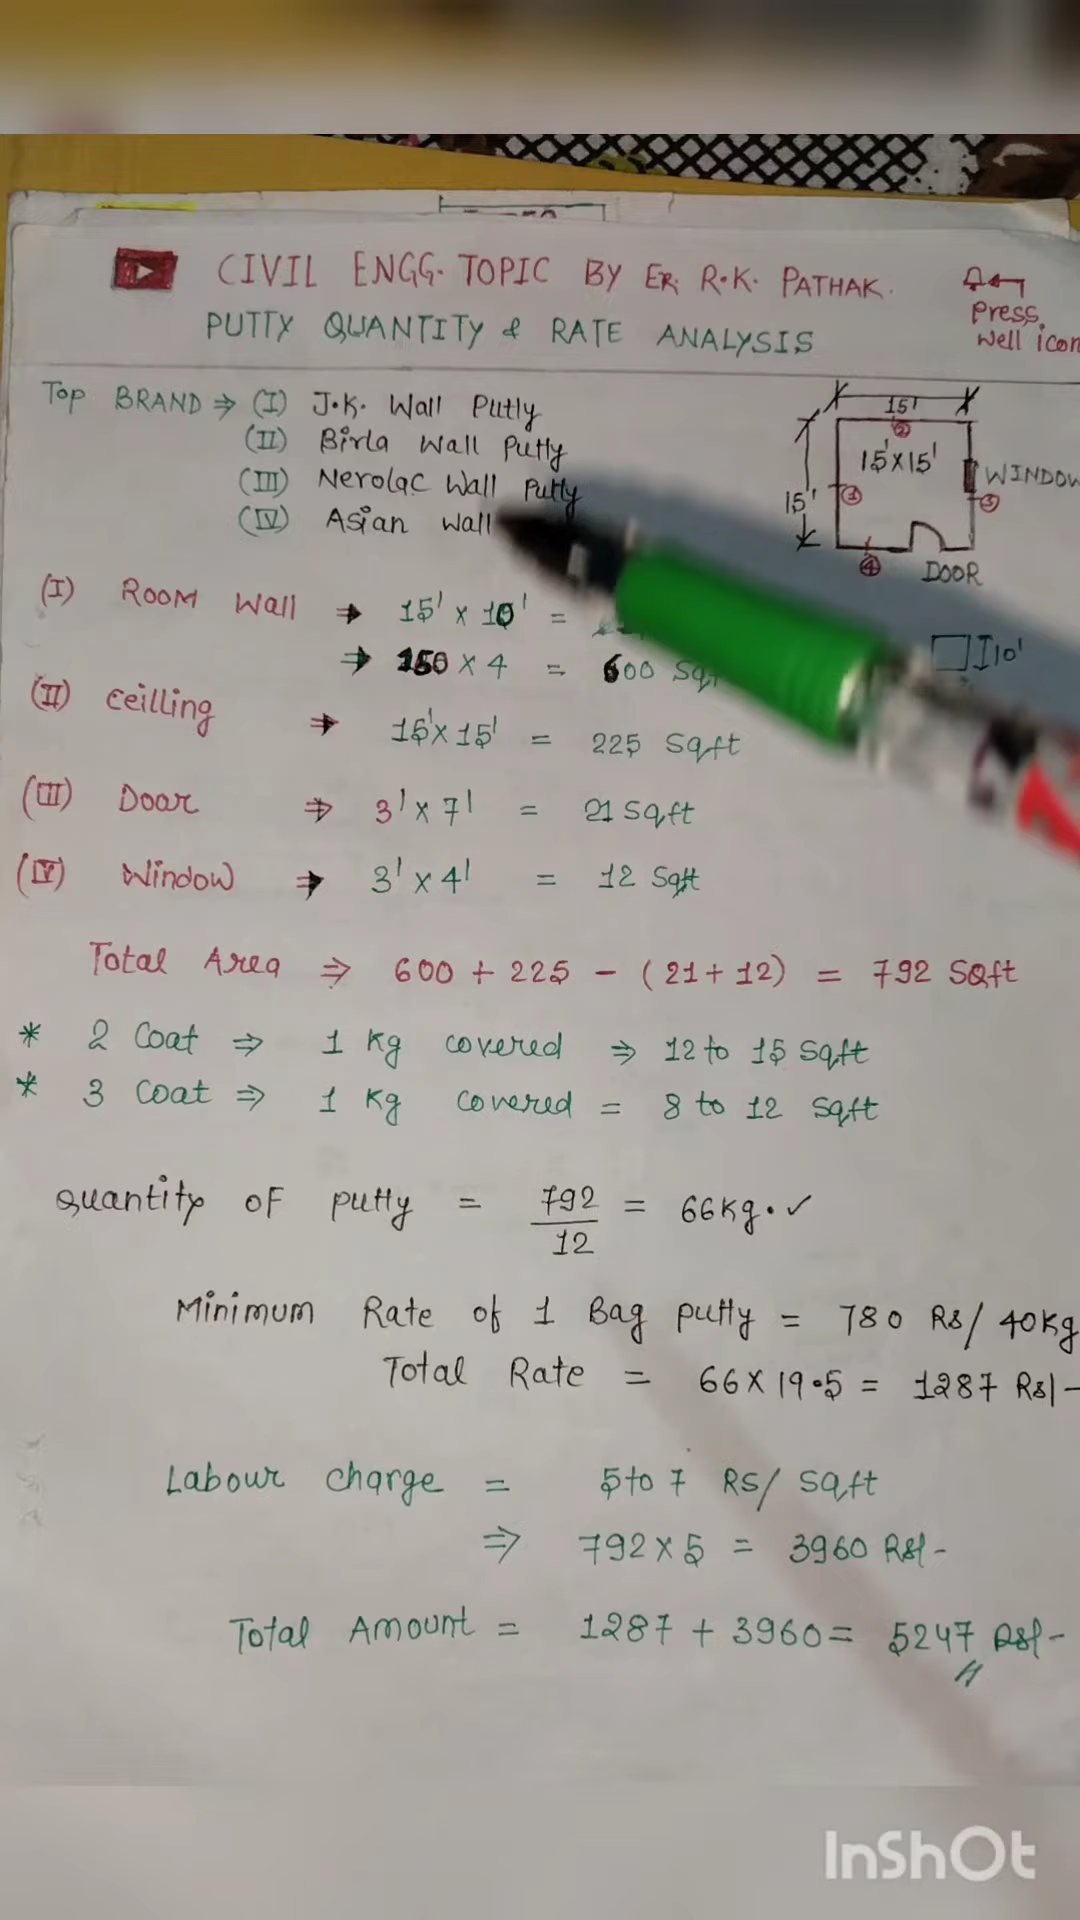 CIVIL ENGG. TOPIC BY ER. R.K. PATHAK.
Press
Well icon
PUTTY QUANTITY & RATE ANALYSIS
Top BRAND ⇒ (I) J.K. Wall Putty
(II) Birla Wall Putty
(III) Nerolac Wall Putty
(IV) Asian Wall
15'
②
15'×15'
WINDOW
15'
①
③
④
DOOR
(I) ROOM Wall → 15' × 10' =
⇒ 150 × 4 = 600 Sqft
10'
(II) Ceilling ⇒ 15'×15' = 225 Sqft
(III) Door ⇒ 3' × 7' = 21 Sqft
(IV) Window → 3' × 4' = 12 Sqft
Total Area ⇒ 600 + 225 - (21+12) = 792 SQft
* 2 Coat ⇒ 1 Kg covered ⇒ 12 to 15 Sqft
* 3 Coat ⇒ 1 Kg covered = 8 to 12 Sqft
Quantity OF putty = 792/12 = 66Kg. ✓
Minimum Rate of 1 Bag putty = 780 Rs/ 40Kg
Total Rate = 66 × 19.5 = 1287 Rs/-
Labour charge = 5 to 7 RS/ Sqft
⇒ 792 × 5 = 3960 Rs/-
Total Amount = 1287 + 3960 = 5247 Rs/-
InShOt